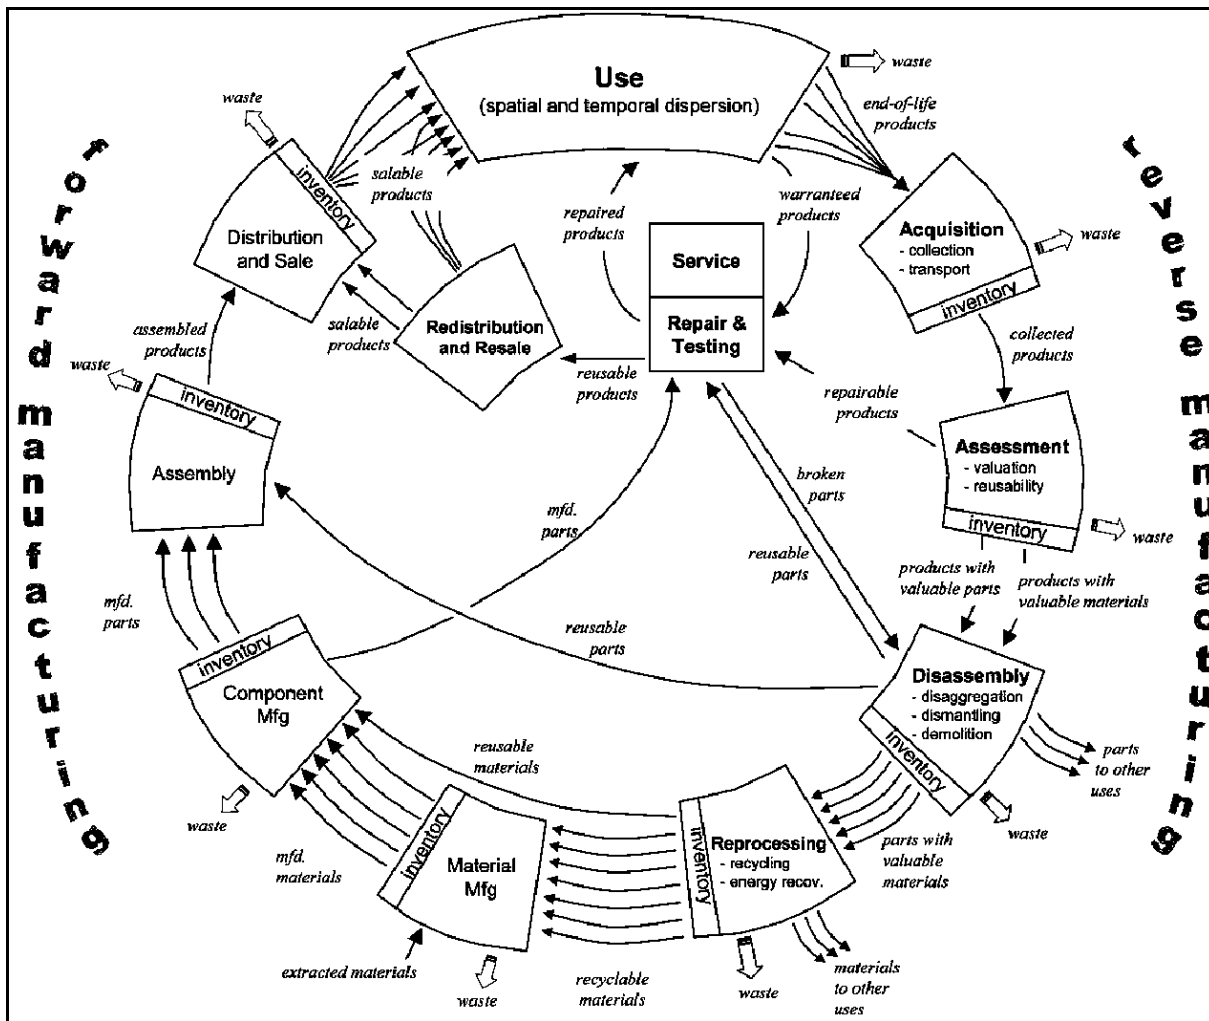 forward manufacturing
reverse manufacturing
Use
(spatial and temporal dispersion)
waste
end-of-life
products
waste
salable
products
inventory
Distribution
and Sale
repaired
products
warranteed
products
Service
Repair &
Testing
Acquisition
- collection
- transport
inventory
waste
collected
products
Redistribution
and Resale
salable
products
reusable
products
assembled
products
waste
inventory
Assembly
repairable
products
Assessment
- valuation
- reusability
inventory
waste
broken
parts
mfd.
parts
reusable
parts
products with
valuable parts
products with
valuable materials
mfd.
parts
reusable
parts
inventory
Component
Mfg
waste
Disassembly
- disaggregation
- dismantling
- demolition
inventory
parts
to other
uses
waste
reusable
materials
parts with
valuable
materials
mfd.
materials
inventory
Material
Mfg
inventory
Reprocessing
- recycling
- energy recov.
extracted materials
waste
recyclable
materials
waste
materials
to other
uses